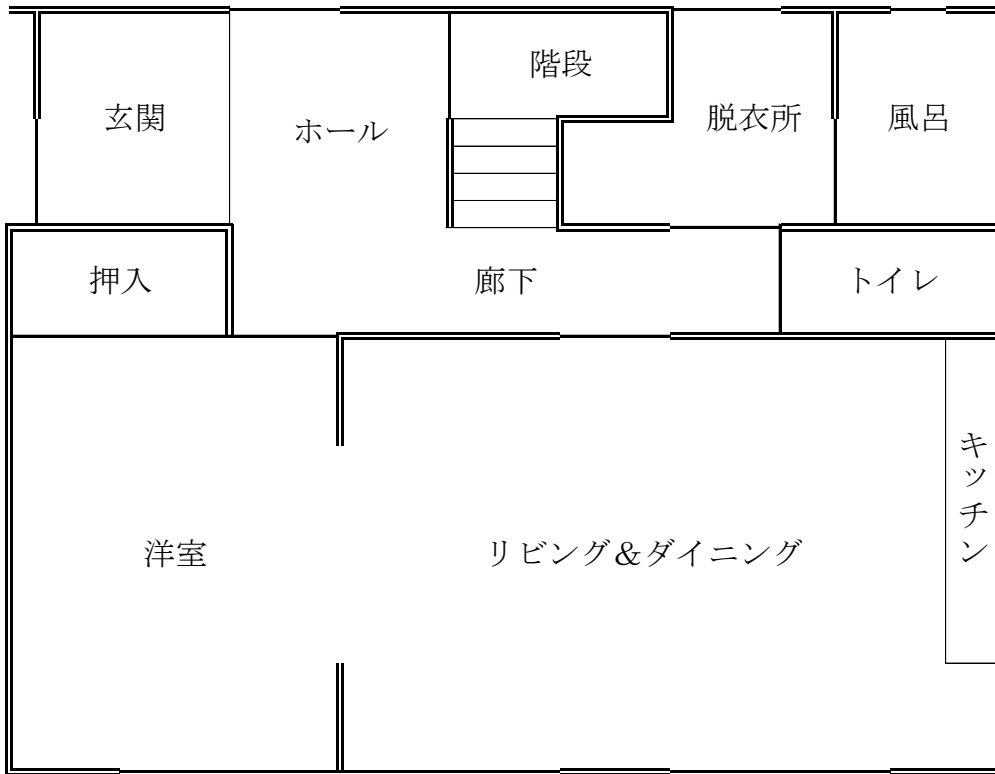 階段
玄関
ホール
脱衣所
風呂
押入
廊下
トイレ
キッチン
洋室
リビング＆ダイニング